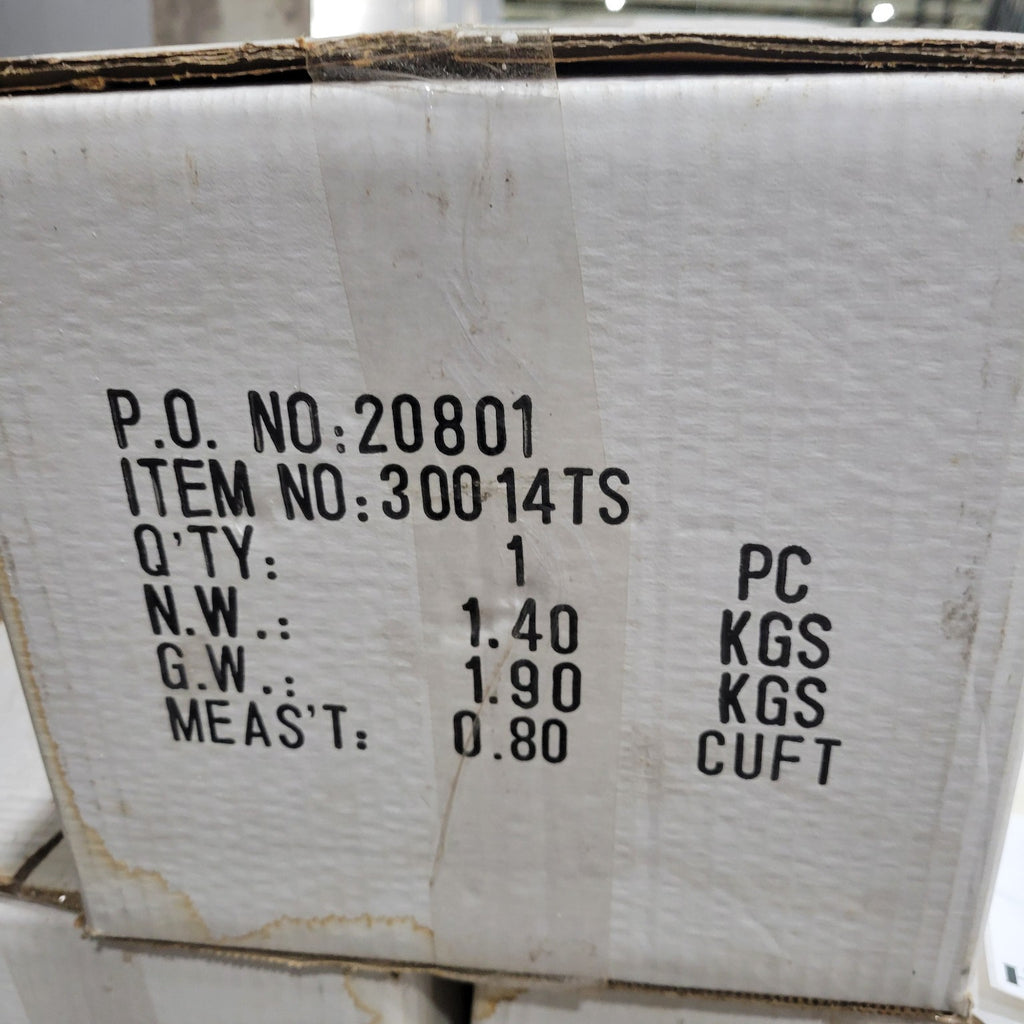 P.O. NO:20801
ITEM NO:30014TS
Q'TY: 1 PC
N.W.: 1.40 KGS
G.W.: 1.90 KGS
MEAS'T: 0.80 CUFT